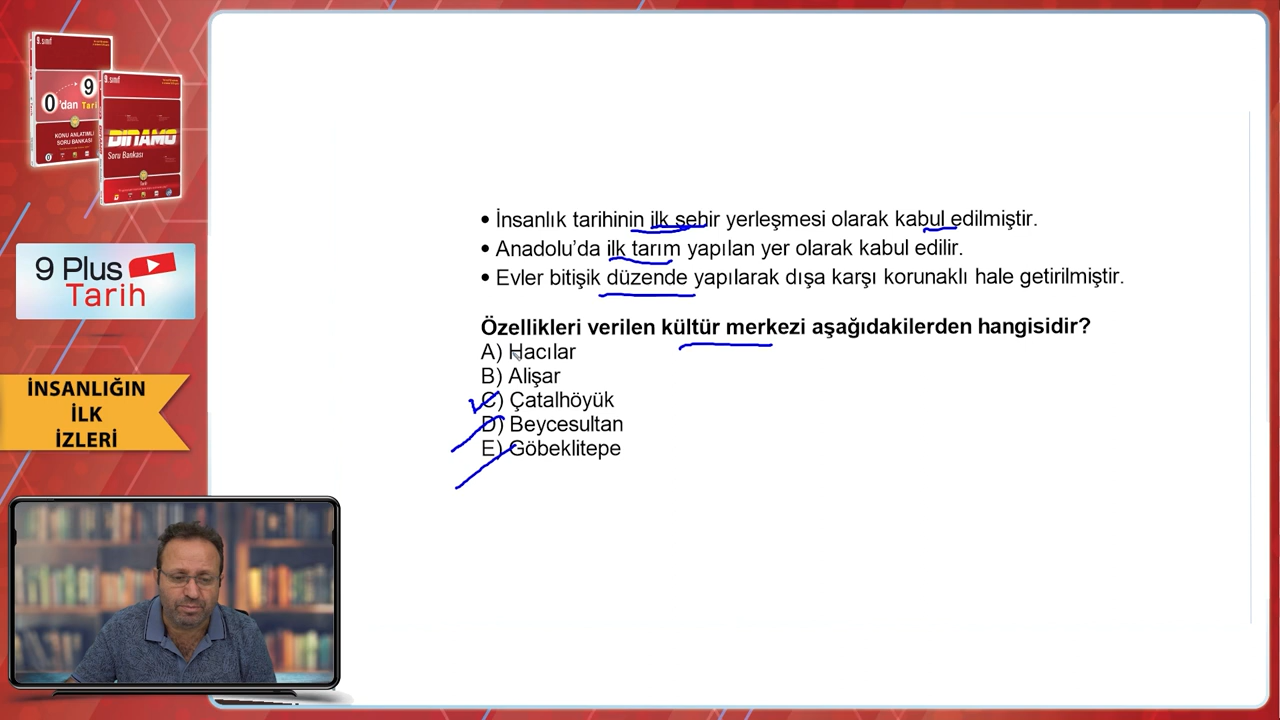 9.sınıf
0'dan 9
Tarih
KONU ANLATIMLI
SORU BANKASI
9.sınıf
DINAMO
Soru Bankası
Tarih
9 Plus
Tarih
İNSANLIĞIN
İLK
İZLERİ
• İnsanlık tarihinin ilk şehir yerleşmesi olarak kabul edilmiştir.
• Anadolu'da ilk tarım yapılan yer olarak kabul edilir.
• Evler bitişik düzende yapılarak dışa karşı korunaklı hale getirilmiştir.
Özellikleri verilen kültür merkezi aşağıdakilerden hangisidir?
A) Hacılar
B) Alişar
C) Çatalhöyük
D) Beycesultan
E) Göbeklitepe